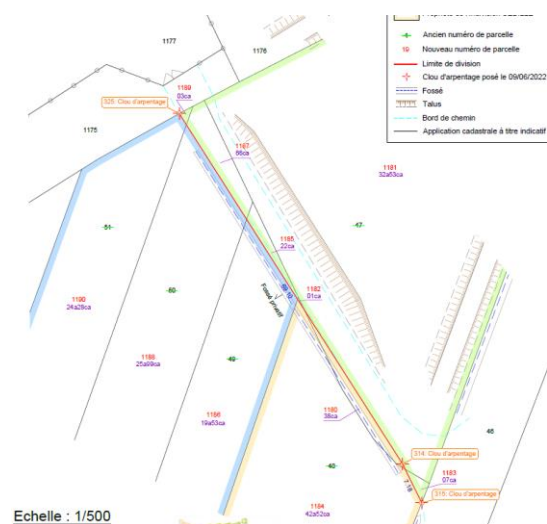 Ancien numéro de parcelle
19 Nouveau numéro de parcelle
Limite de division
Clou d'arpentage posé le 09/06/2022
Fossé
Talus
Bord de chemin
Application cadastrale à titre indicatif
1177
1176
1189
03ca
325: Clou d'arpentage
1175
1187
66ca
1181
32a53ca
51
47
1185
22ca
50
1190
24a28ca
1182
01ca
Fossé privatif
1188
25a99ca
49
1186
19a53ca
1180
38ca
46
314: Clou d'arpentage
48
1183
07ca
315: Clou d'arpentage
1184
42a52ca
Echelle : 1/500